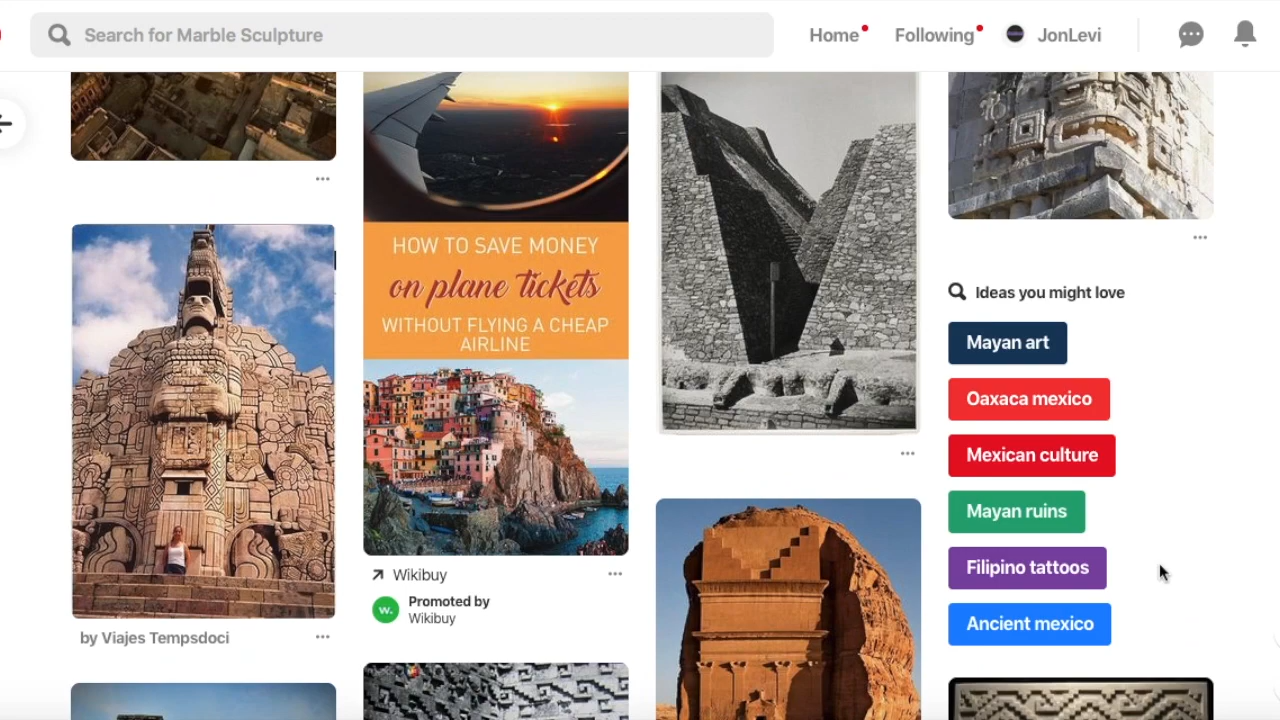 Search for Marble Sculpture
Home
Following
JonLevi
HOW TO SAVE MONEY
on plane tickets
WITHOUT FLYING A CHEAP
AIRLINE
Wikibuy
w.
Promoted by
Wikibuy
by Viajes Tempsdoci
Ideas you might love
Mayan art
Oaxaca mexico
Mexican culture
Mayan ruins
Filipino tattoos
Ancient mexico